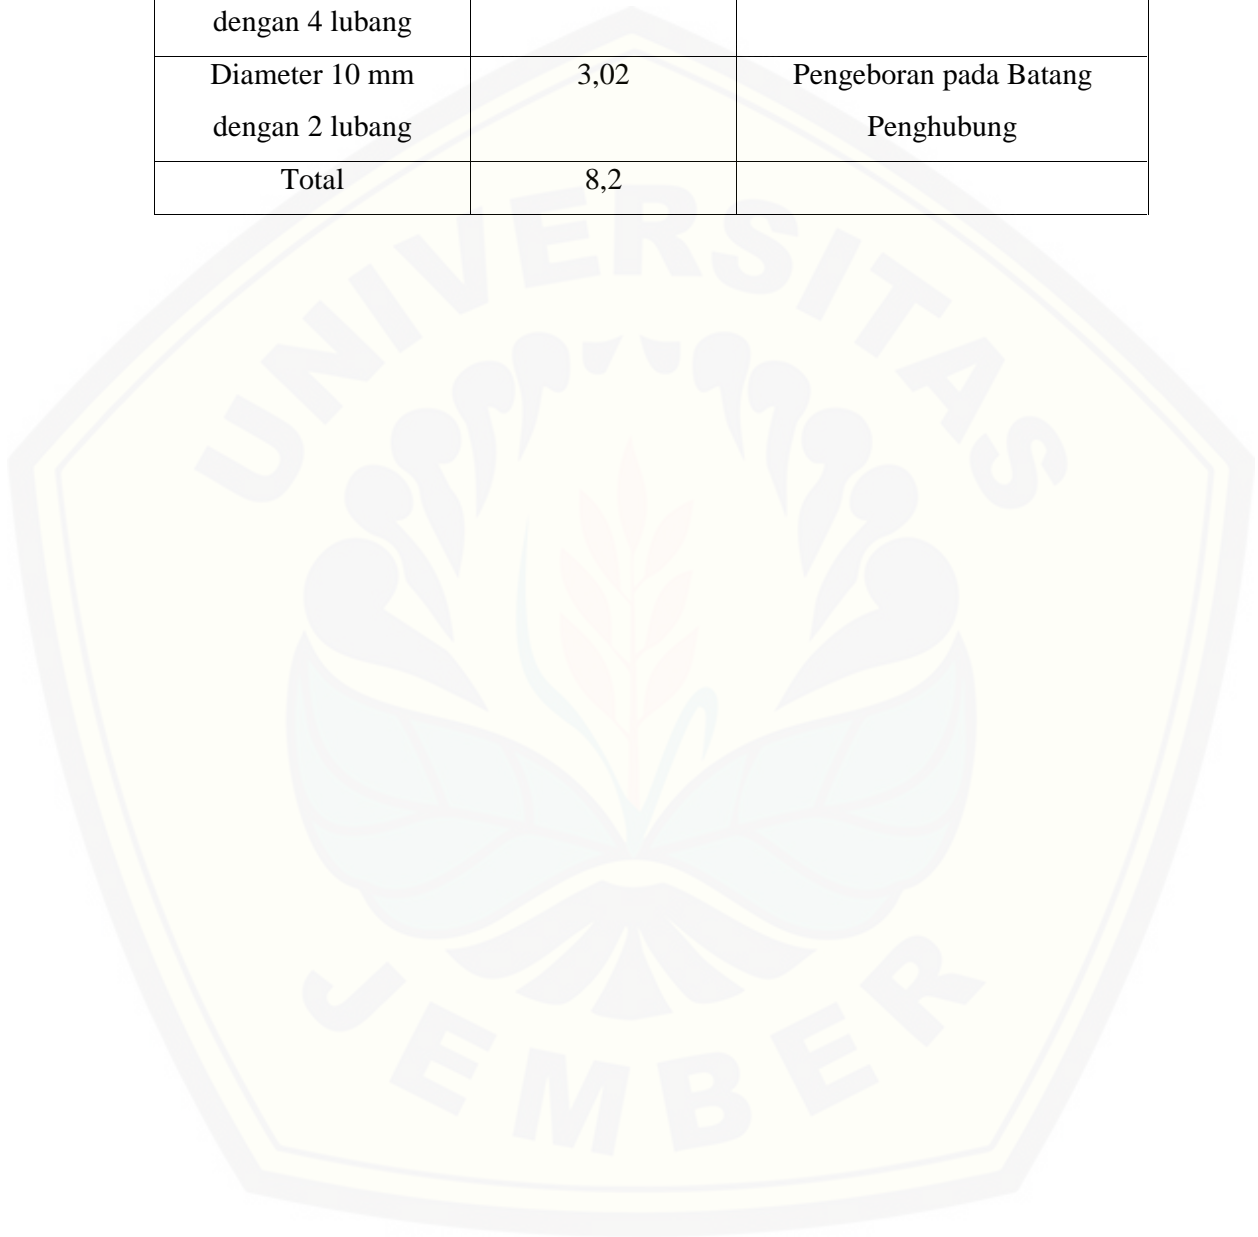 dengan 4 lubang
Diameter 10 mm 3,02 Pengeboran pada Batang
dengan 2 lubang Penghubung
Total 8,2
UNIVERSITAS
JEMBER